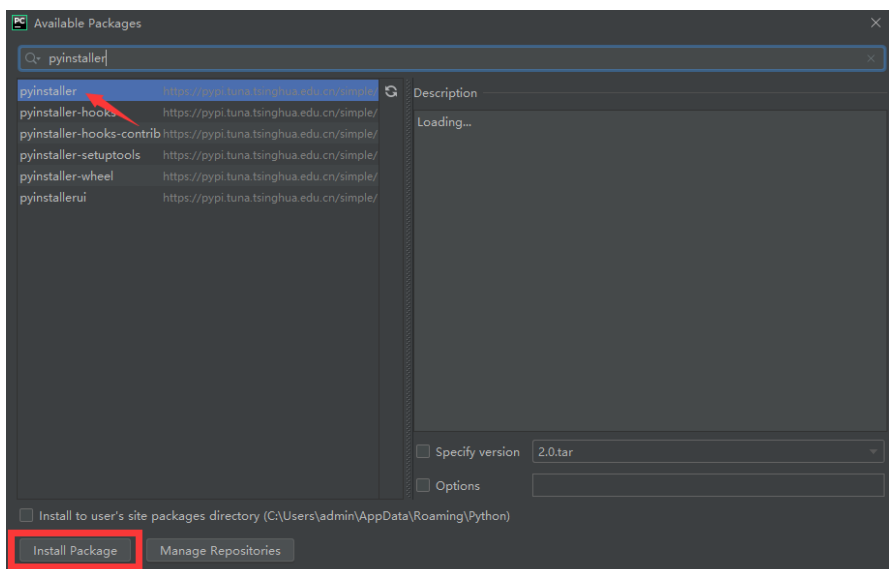 PC Available Packages
pyinstaller
pyinstaller https://pypi.tuna.tsinghua.edu.cn/simple/
pyinstaller-hooks https://pypi.tuna.tsinghua.edu.cn/simple/
pyinstaller-hooks-contrib https://pypi.tuna.tsinghua.edu.cn/simple/
pyinstaller-setuptools https://pypi.tuna.tsinghua.edu.cn/simple/
pyinstaller-wheel https://pypi.tuna.tsinghua.edu.cn/simple/
pyinstallerui https://pypi.tuna.tsinghua.edu.cn/simple/
Description
Loading...
Specify version 2.0.tar
Options
Install to user's site packages directory (C:\Users\admin\AppData\Roaming\Python)
Install Package Manage Repositories